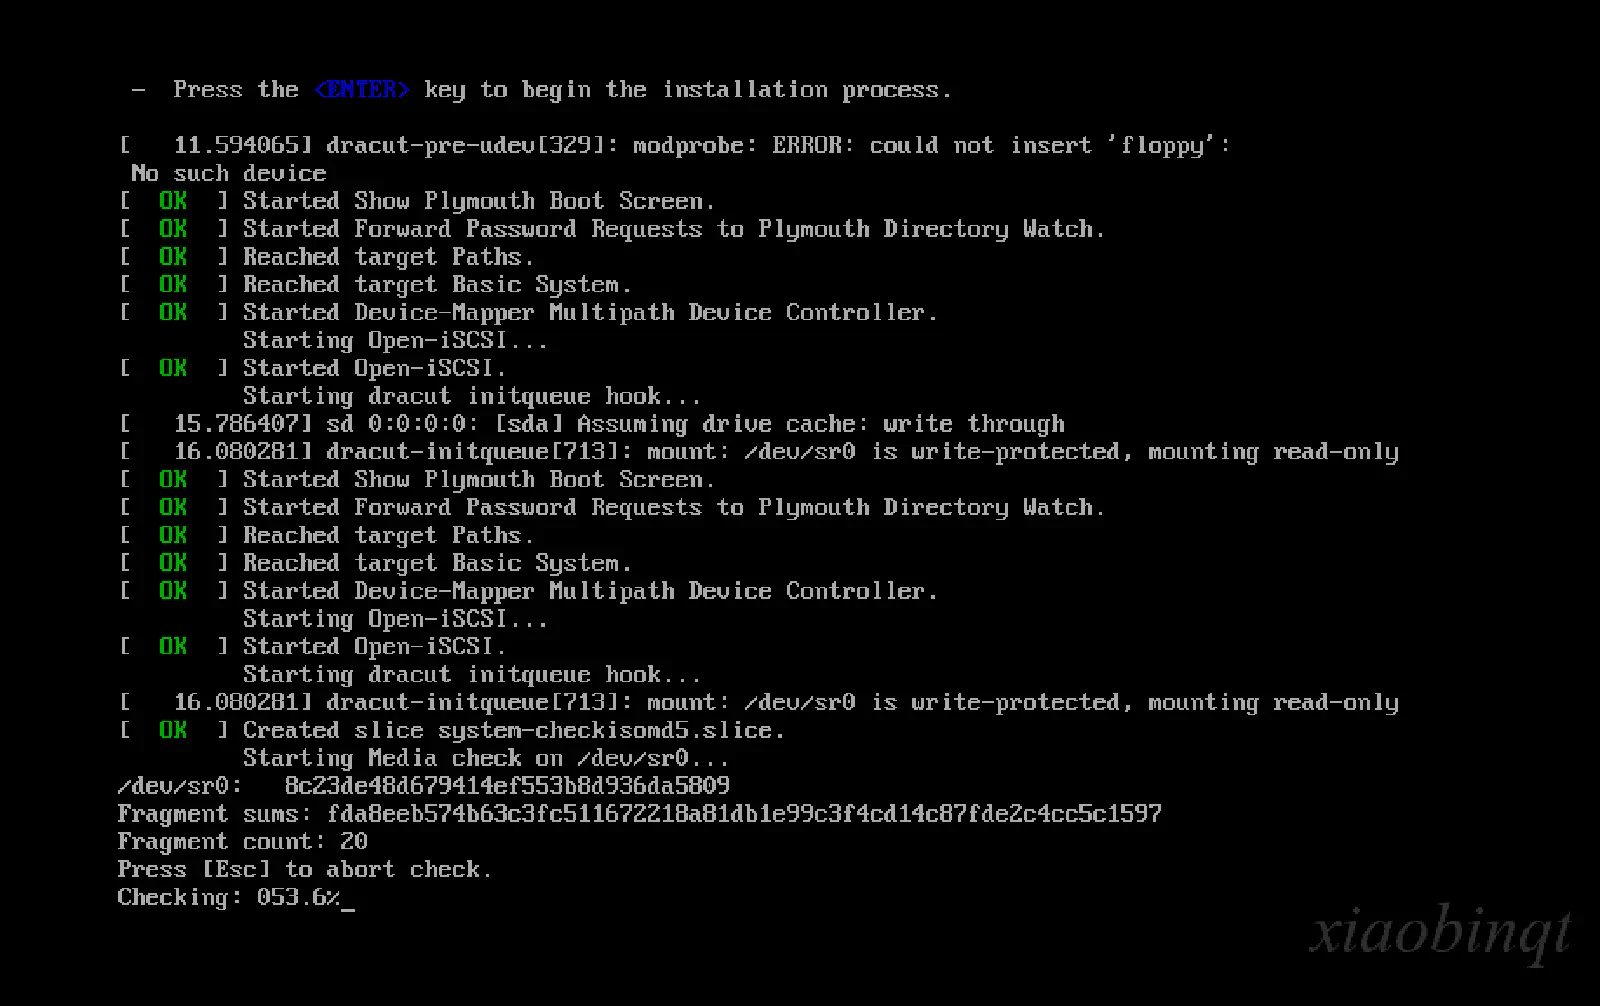 -  Press the <ENTER> key to begin the installation process.
[   11.594065] dracut-pre-udev[329]: modprobe: ERROR: could not insert 'floppy':
 No such device
[  OK  ] Started Show Plymouth Boot Screen.
[  OK  ] Started Forward Password Requests to Plymouth Directory Watch.
[  OK  ] Reached target Paths.
[  OK  ] Reached target Basic System.
[  OK  ] Started Device-Mapper Multipath Device Controller.
         Starting Open-iSCSI...
[  OK  ] Started Open-iSCSI.
         Starting dracut initqueue hook...
[   15.786407] sd 0:0:0:0: [sda] Assuming drive cache: write through
[   16.080281] dracut-initqueue[713]: mount: /dev/sr0 is write-protected, mounting read-only
[  OK  ] Started Show Plymouth Boot Screen.
[  OK  ] Started Forward Password Requests to Plymouth Directory Watch.
[  OK  ] Reached target Paths.
[  OK  ] Reached target Basic System.
[  OK  ] Started Device-Mapper Multipath Device Controller.
         Starting Open-iSCSI...
[  OK  ] Started Open-iSCSI.
         Starting dracut initqueue hook...
[   16.080281] dracut-initqueue[713]: mount: /dev/sr0 is write-protected, mounting read-only
[  OK  ] Created slice system-checkisomd5.slice.
         Starting Media check on /dev/sr0...
/dev/sr0:   8c23de48d679414ef553b8d936da5809
Fragment sums: fda8eeb574b63c3fc511672218a81db1e99c3f4cd14c87fde2c4cc5c1597
Fragment count: 20
Press [Esc] to abort check.
Checking: 053.6%_
xiaobinqt